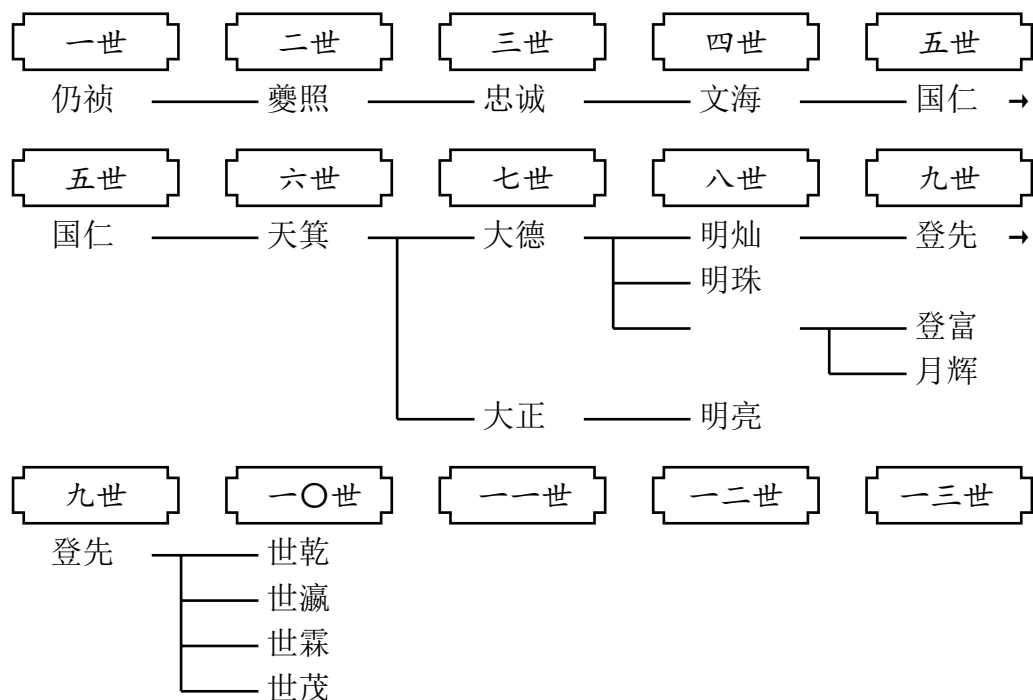 一世 二世 三世 四世 五世
仍祯 夔照 忠诚 文海 国仁 →
五世 六世 七世 八世 九世
国仁 天箕 大德 明灿 登先 →
明珠
登富
月辉
大正 明亮
九世 一〇世 一一世 一二世 一三世
登先 世乾
世瀛
世霖
世茂